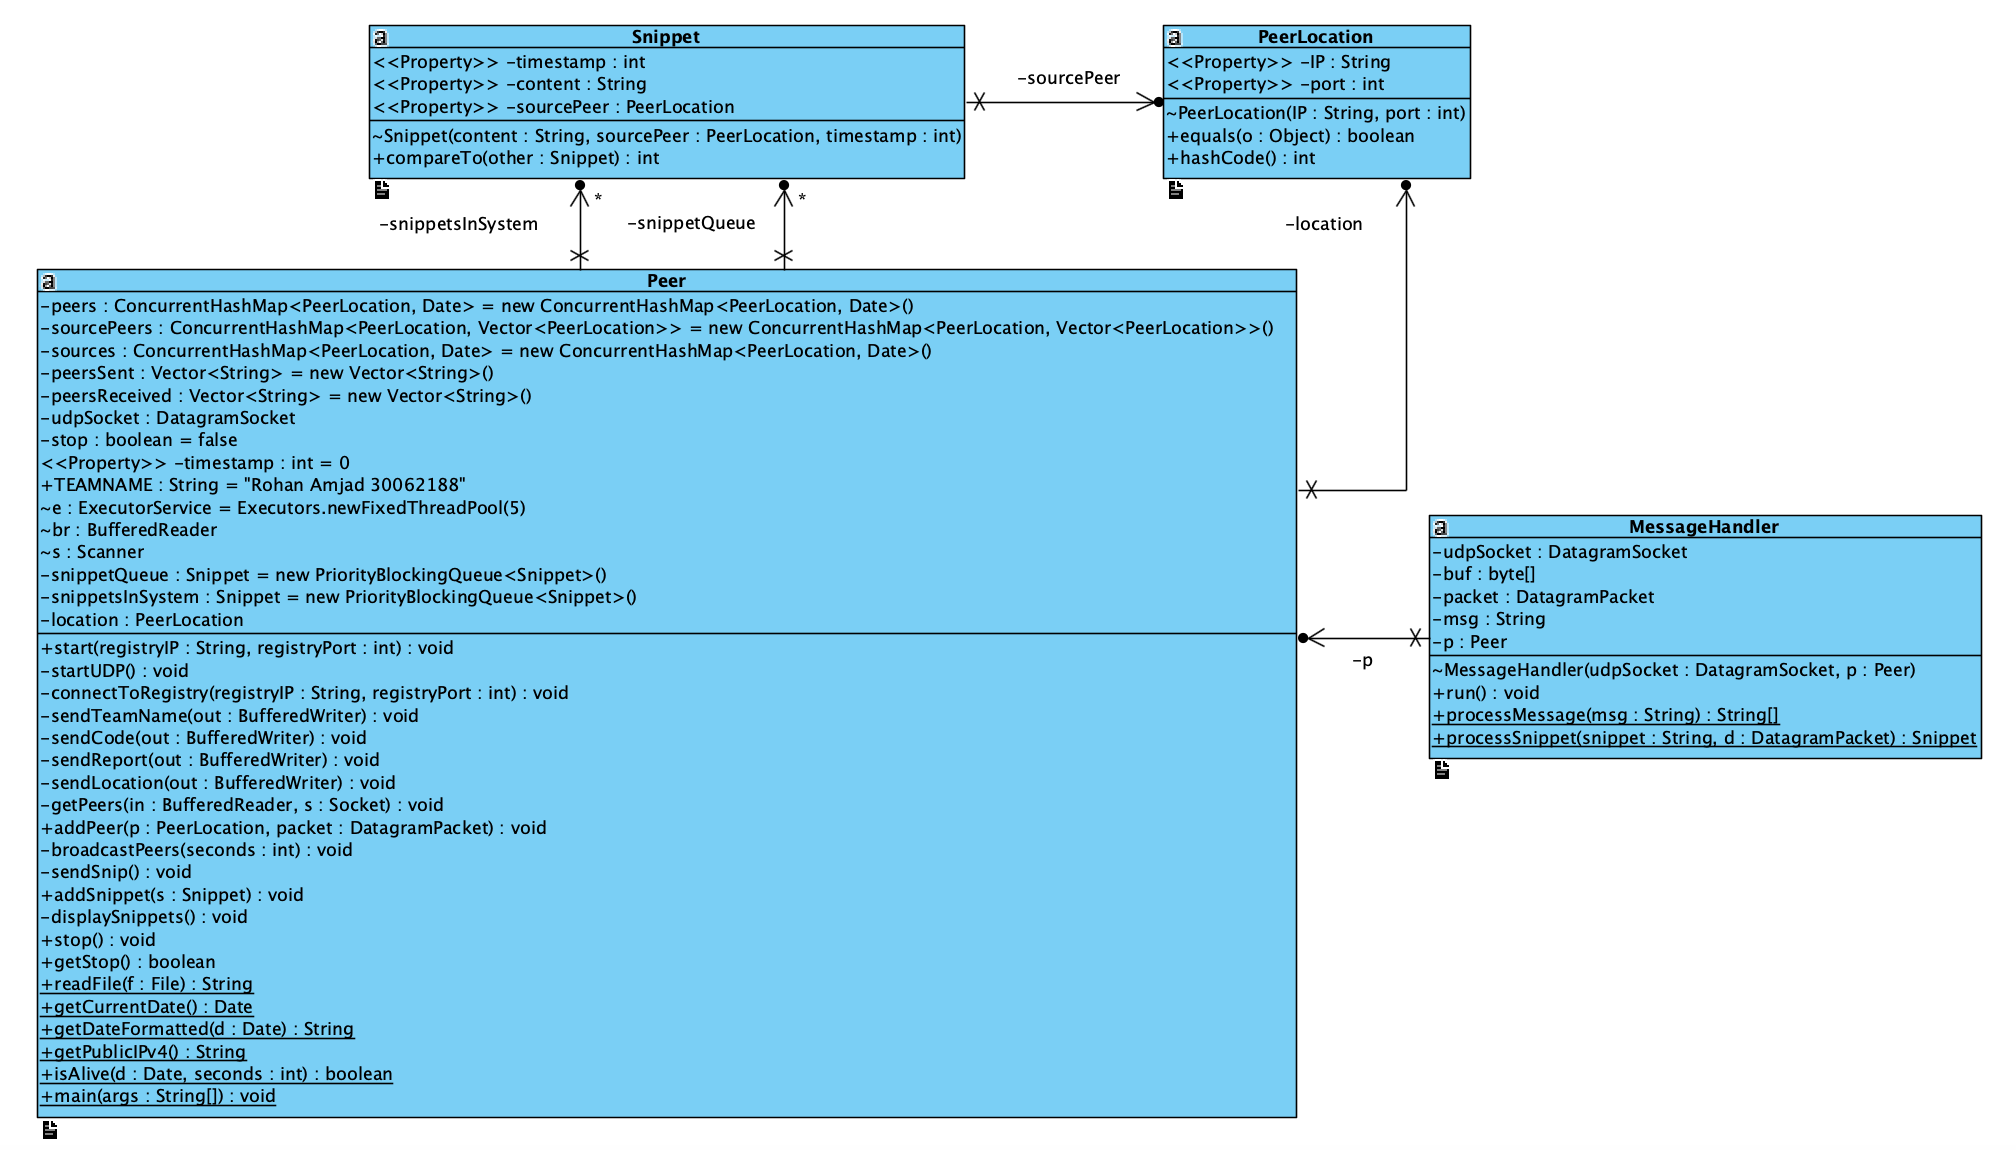 Snippet
<<Property>> -timestamp : int
<<Property>> -content : String
<<Property>> -sourcePeer : PeerLocation
~Snippet(content : String, sourcePeer : PeerLocation, timestamp : int)
+compareTo(other : Snippet) : int
-sourcePeer
PeerLocation
<<Property>> -IP : String
<<Property>> -port : int
~PeerLocation(IP : String, port : int)
+equals(o : Object) : boolean
+hashCode() : int
-snippetsInSystem
*
-snippetQueue
*
-location
Peer
-peers : ConcurrentHashMap<PeerLocation, Date> = new ConcurrentHashMap<PeerLocation, Date>()
-sourcePeers : ConcurrentHashMap<PeerLocation, Vector<PeerLocation>> = new ConcurrentHashMap<PeerLocation, Vector<PeerLocation>>()
-sources : ConcurrentHashMap<PeerLocation, Date> = new ConcurrentHashMap<PeerLocation, Date>()
-peersSent : Vector<String> = new Vector<String>()
-peersReceived : Vector<String> = new Vector<String>()
-udpSocket : DatagramSocket
-stop : boolean = false
<<Property>> -timestamp : int = 0
+TEAMNAME : String = "Rohan Amjad 30062188"
~e : ExecutorService = Executors.newFixedThreadPool(5)
~br : BufferedReader
~s : Scanner
-snippetQueue : Snippet = new PriorityBlockingQueue<Snippet>()
-snippetsInSystem : Snippet = new PriorityBlockingQueue<Snippet>()
-location : PeerLocation
+start(registryIP : String, registryPort : int) : void
-startUDP() : void
-connectToRegistry(registryIP : String, registryPort : int) : void
-sendTeamName(out : BufferedWriter) : void
-sendCode(out : BufferedWriter) : void
-sendReport(out : BufferedWriter) : void
-sendLocation(out : BufferedWriter) : void
-getPeers(in : BufferedReader, s : Socket) : void
+addPeer(p : PeerLocation, packet : DatagramPacket) : void
-broadcastPeers(seconds : int) : void
-sendSnip() : void
+addSnippet(s : Snippet) : void
-displaySnippets() : void
+stop() : void
+getStop() : boolean
+readFile(f : File) : String
+getCurrentDate() : Date
+getDateFormatted(d : Date) : String
+getPublicIPv4() : String
+isAlive(d : Date, seconds : int) : boolean
+main(args : String[]) : void
-p
MessageHandler
-udpSocket : DatagramSocket
-buf : byte[]
-packet : DatagramPacket
-msg : String
-p : Peer
~MessageHandler(udpSocket : DatagramSocket, p : Peer)
+run() : void
+processMessage(msg : String) : String[]
+processSnippet(snippet : String, d : DatagramPacket) : Snippet